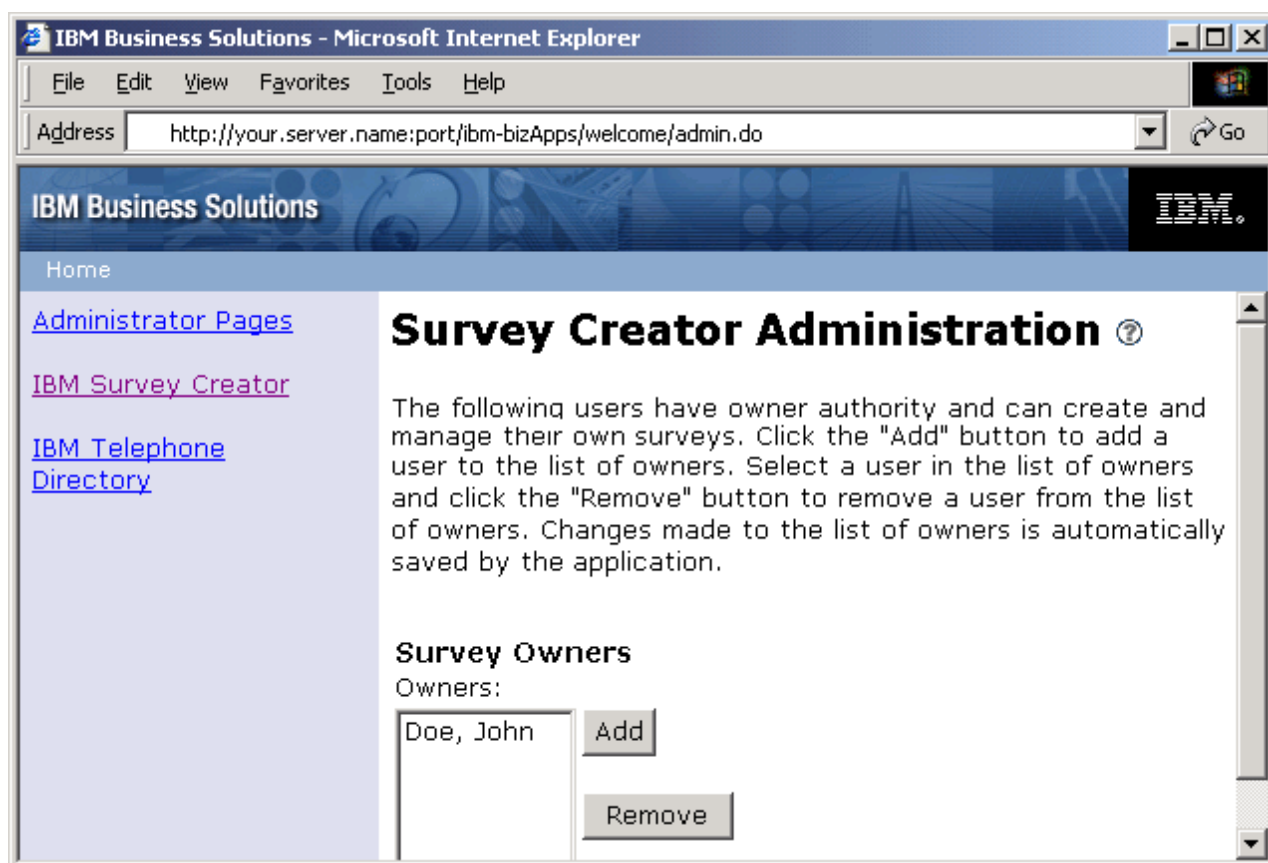 IBM Business Solutions - Microsoft Internet Explorer
File Edit View Favorites Tools Help
Address http://your.server.name:port/ibm-bizApps/welcome/admin.do Go
IBM Business Solutions IBM.
Home
Administrator Pages
IBM Survey Creator
IBM Telephone
Directory
Survey Creator Administration ?
The following users have owner authority and can create and
manage their own surveys. Click the "Add" button to add a
user to the list of owners. Select a user in the list of owners
and click the "Remove" button to remove a user from the list
of owners. Changes made to the list of owners is automatically
saved by the application.
Survey Owners
Owners:
Doe, John Add
Remove